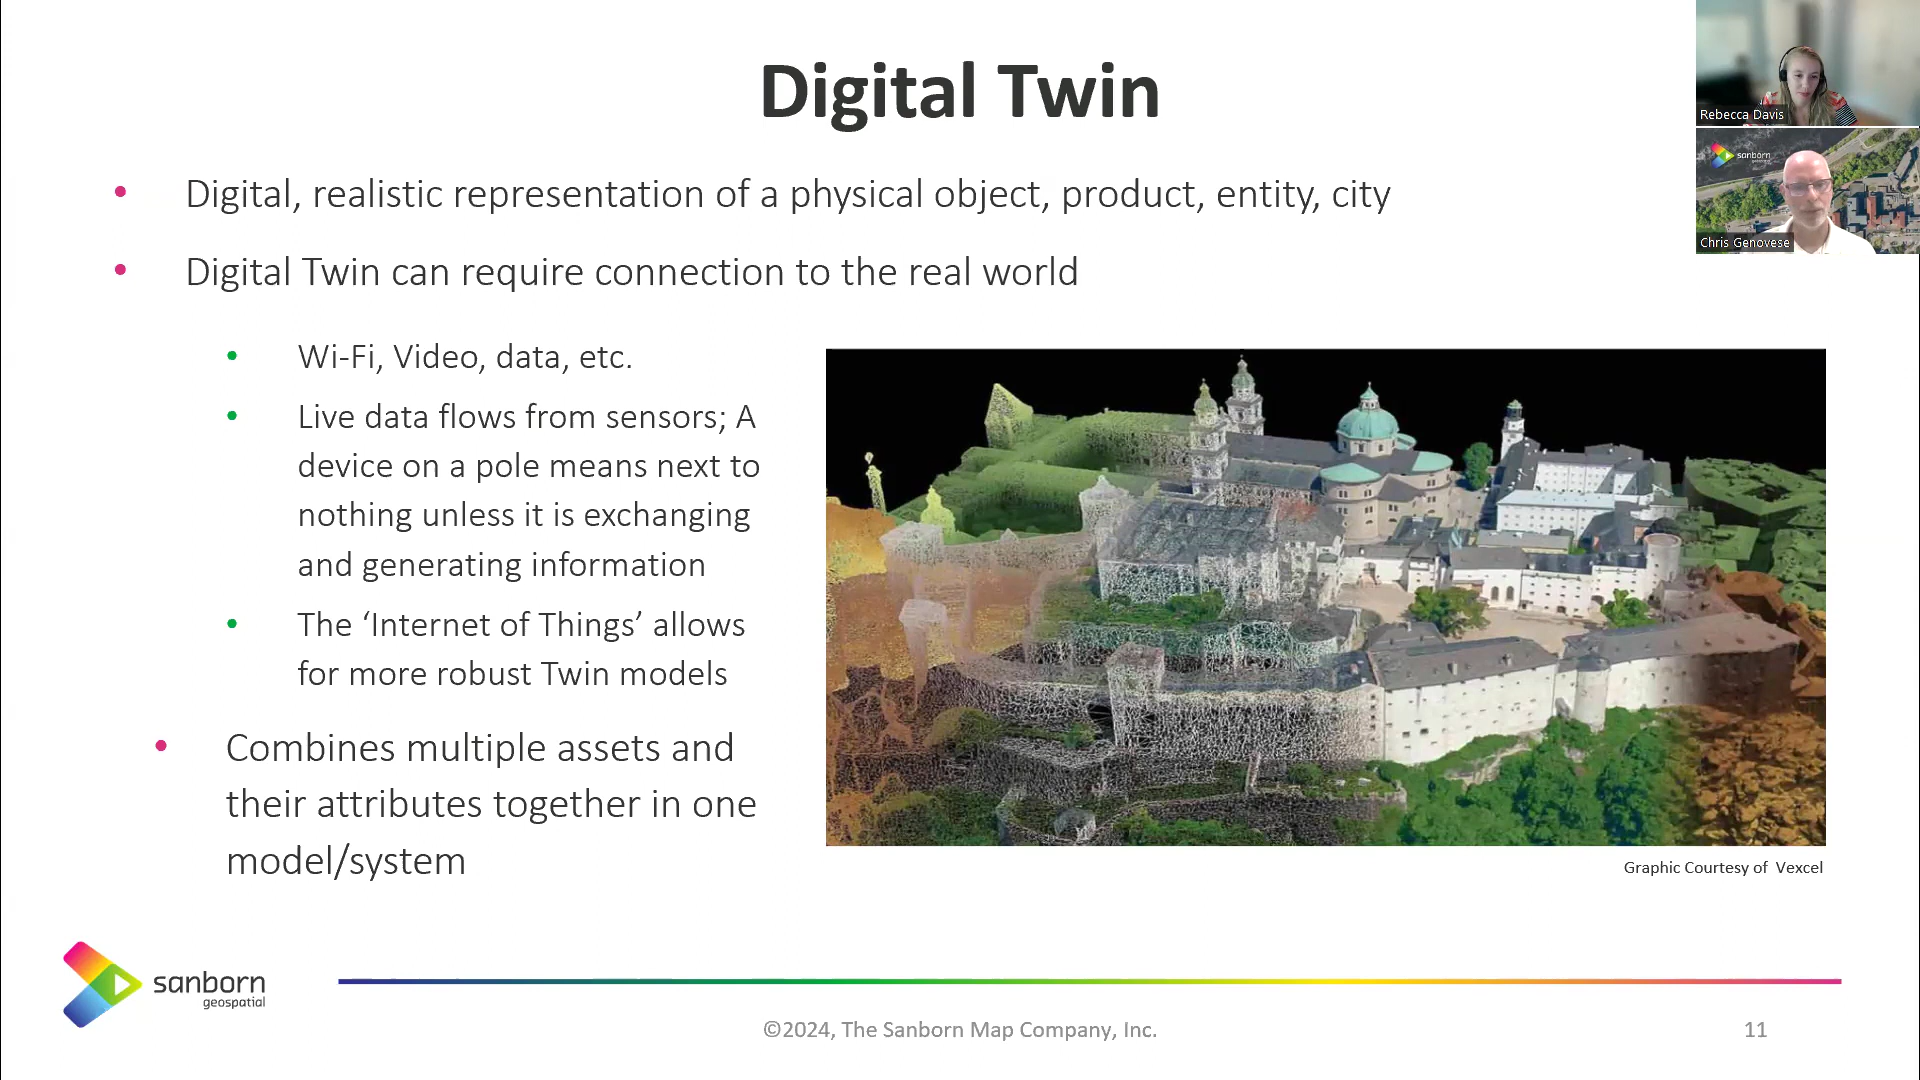 Digital Twin
Rebecca Davis
sanborn
geospatial
Chris Genovese
• Digital, realistic representation of a physical object, product, entity, city
• Digital Twin can require connection to the real world
• Wi-Fi, Video, data, etc.
• Live data flows from sensors; A
device on a pole means next to
nothing unless it is exchanging
and generating information
• The ‘Internet of Things’ allows
for more robust Twin models
• Combines multiple assets and
their attributes together in one
model/system
Graphic Courtesy of Vexcel
sanborn
geospatial
©2024, The Sanborn Map Company, Inc.
11